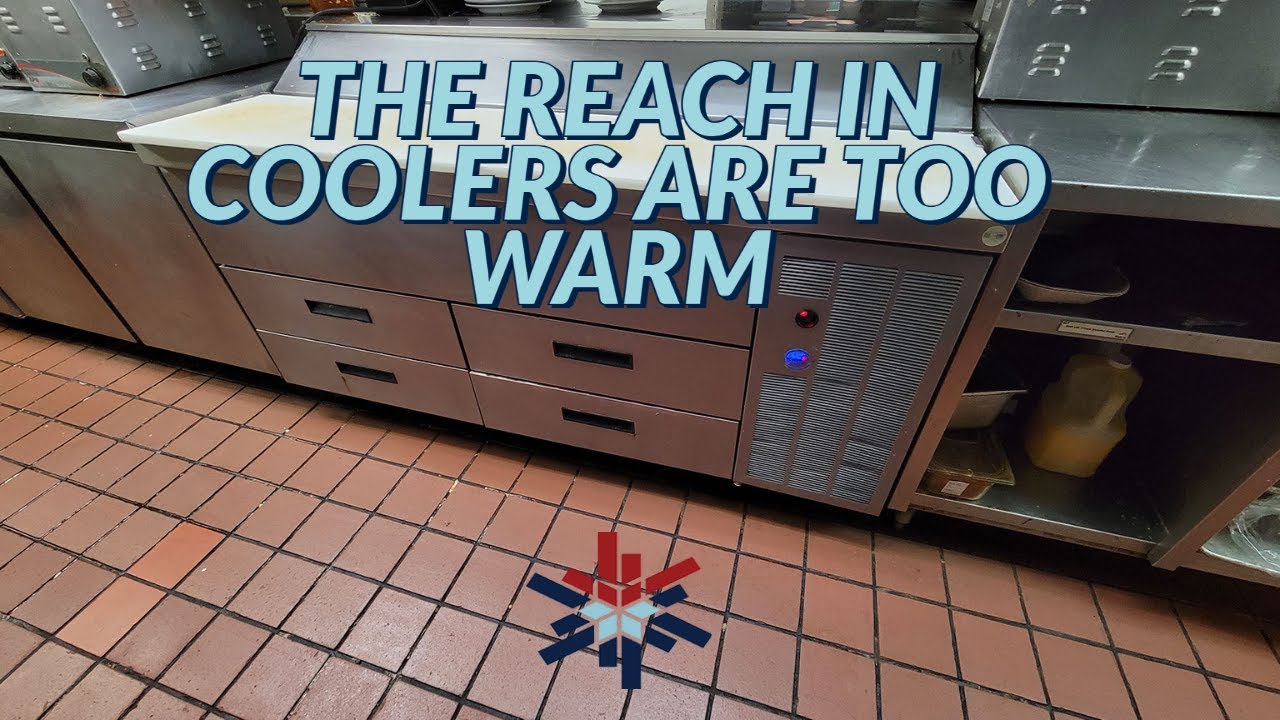 THE REACH IN
COOLERS ARE TOO
WARM